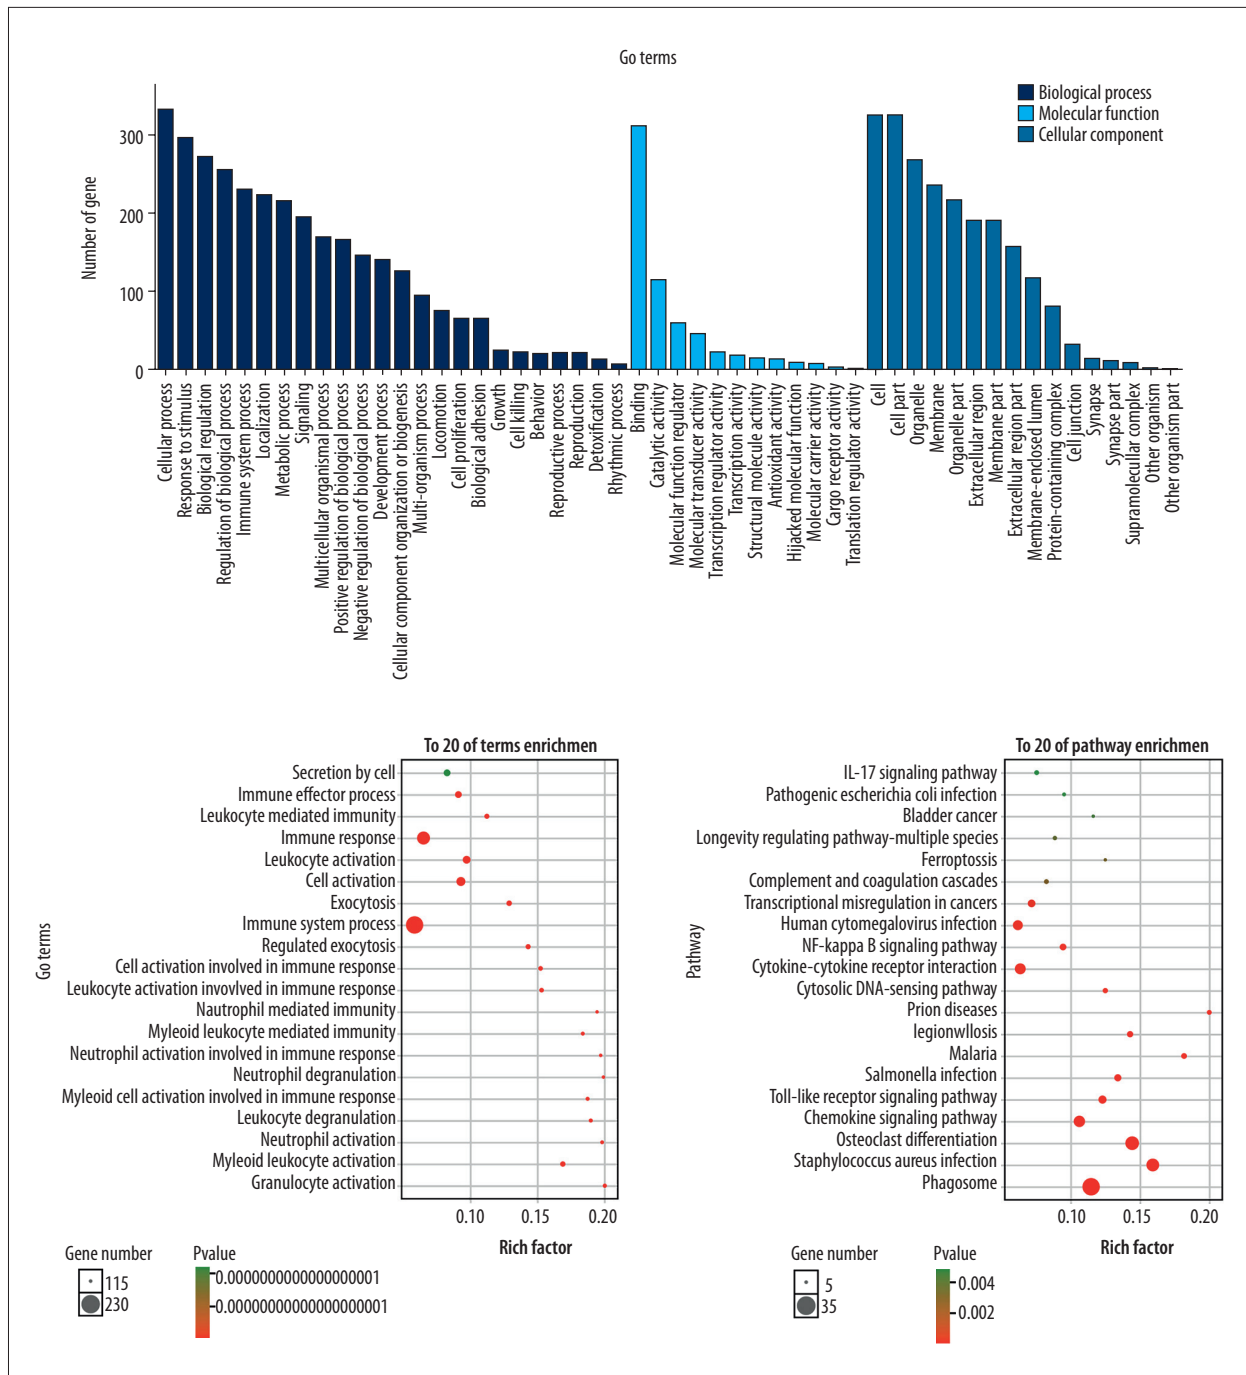 Go terms
Biological process
Molecular function
Cellular component
Number of gene
300
200
100
0
Cellular process
Response to stimulus
Biological regulation
Regulation of biological process
Immune system process
Localization
Metabolic process
Signaling
Multicellular organismal process
Positive regulation of biological process
Negative regulation of biological process
Development process
Cellular component organization or biogenesis
Multi-organism process
Locomotion
Cell proliferation
Biological adhesion
Growth
Cell killing
Behavior
Reproductive process
Reproduction
Detoxification
Rhythmic process
Binding
Catalytic activity
Molecular function regulator
Molecular transducer activity
Transcription regulator activity
Transcription activity
Structural molecule activity
Antioxidant activity
Hijacked molecular function
Molecular carrier activity
Cargo receptor activity
Translation regulator activity
Cell
Cell part
Organelle
Membrane
Organelle part
Extracellular region
Membrane part
Extracellular region part
Membrane-enclosed lumen
Protein-containing complex
Cell junction
Synapse
Synapse part
Supramolecular complex
Other organism
Other organism part
To 20 of terms enrichmen
Go terms
Secretion by cell
Immune effector process
Leukocyte mediated immunity
Immune response
Leukocyte activation
Cell activation
Exocytosis
Immune system process
Regulated exocytosis
Cell activation involved in immune response
Leukocyte activation invovlved in immune response
Nautrophil mediated immunity
Myleoid leukocyte mediated immunity
Neutrophil activation involved in immune response
Neutrophil degranulation
Myleoid cell activation involved in immune response
Leukocyte degranulation
Neutrophil activation
Myleoid leukocyte activation
Granulocyte activation
0.10 0.15 0.20
Rich factor
Gene number
115
230
Pvalue
0.0000000000000000001
0.00000000000000000001
To 20 of pathway enrichmen
Pathway
IL-17 signaling pathway
Pathogenic escherichia coli infection
Bladder cancer
Longevity regulating pathway-multiple species
Ferroptossis
Complement and coagulation cascades
Transcriptional misregulation in cancers
Human cytomegalovirus infection
NF-kappa B signaling pathway
Cytokine-cytokine receptor interaction
Cytosolic DNA-sensing pathway
Prion diseases
legionwllosis
Malaria
Salmonella infection
Toll-like receptor signaling pathway
Chemokine signaling pathway
Osteoclast differentiation
Staphylococcus aureus infection
Phagosome
0.10 0.15 0.20
Rich factor
Gene number
5
35
Pvalue
0.004
0.002